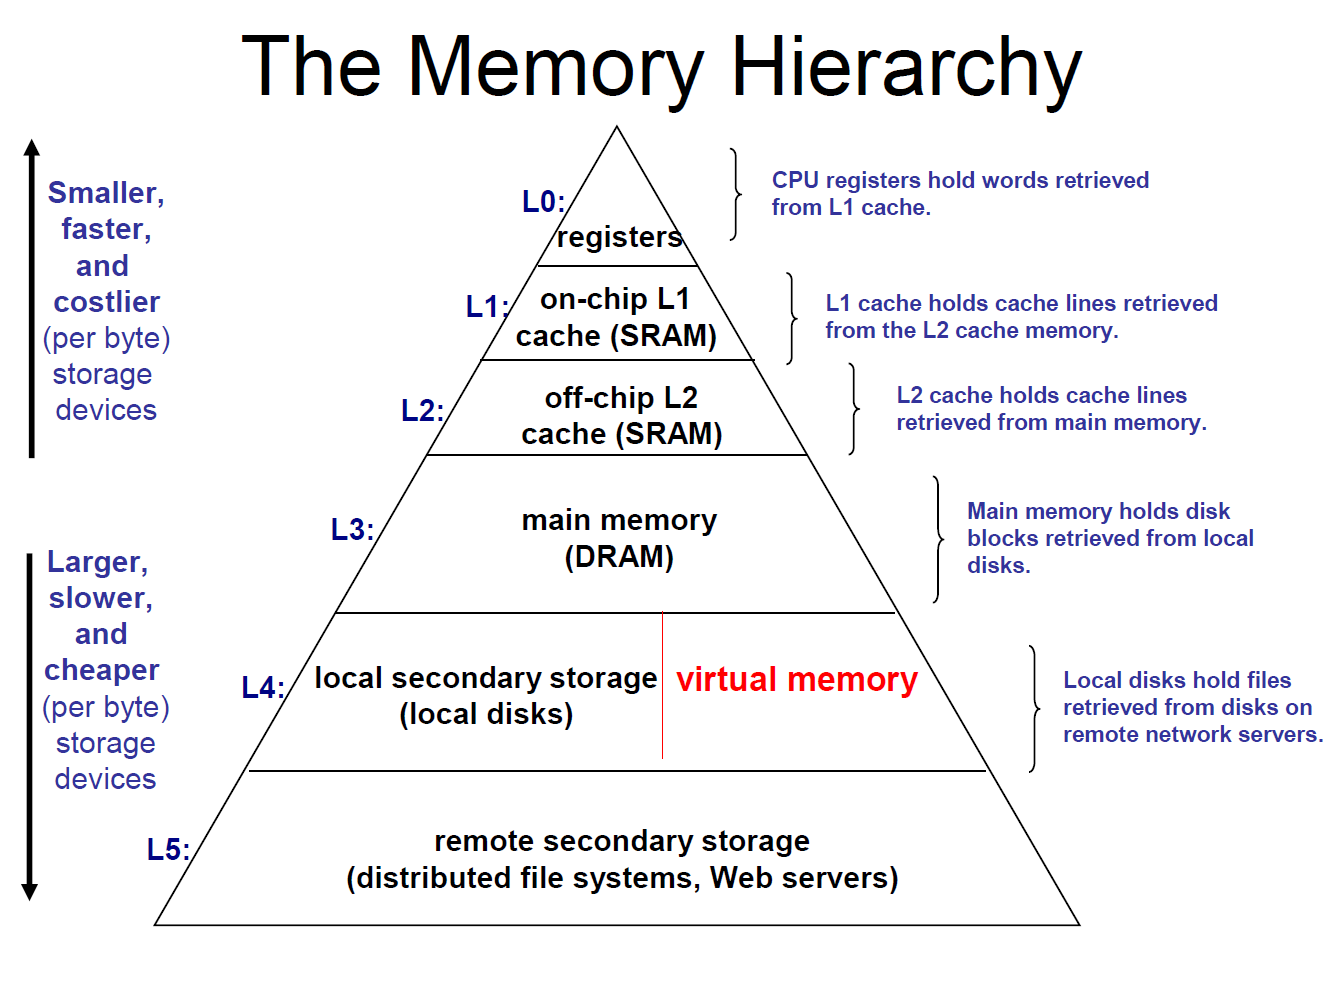 The Memory Hierarchy
Smaller,
faster,
and
costlier
(per byte)
storage
devices
Larger,
slower,
and
cheaper
(per byte)
storage
devices
L0:
registers
CPU registers hold words retrieved
from L1 cache.
L1:
on-chip L1
cache (SRAM)
L1 cache holds cache lines retrieved
from the L2 cache memory.
L2:
off-chip L2
cache (SRAM)
L2 cache holds cache lines
retrieved from main memory.
L3:
main memory
(DRAM)
Main memory holds disk
blocks retrieved from local
disks.
L4:
local secondary storage
(local disks)
virtual memory
Local disks hold files
retrieved from disks on
remote network servers.
L5:
remote secondary storage
(distributed file systems, Web servers)